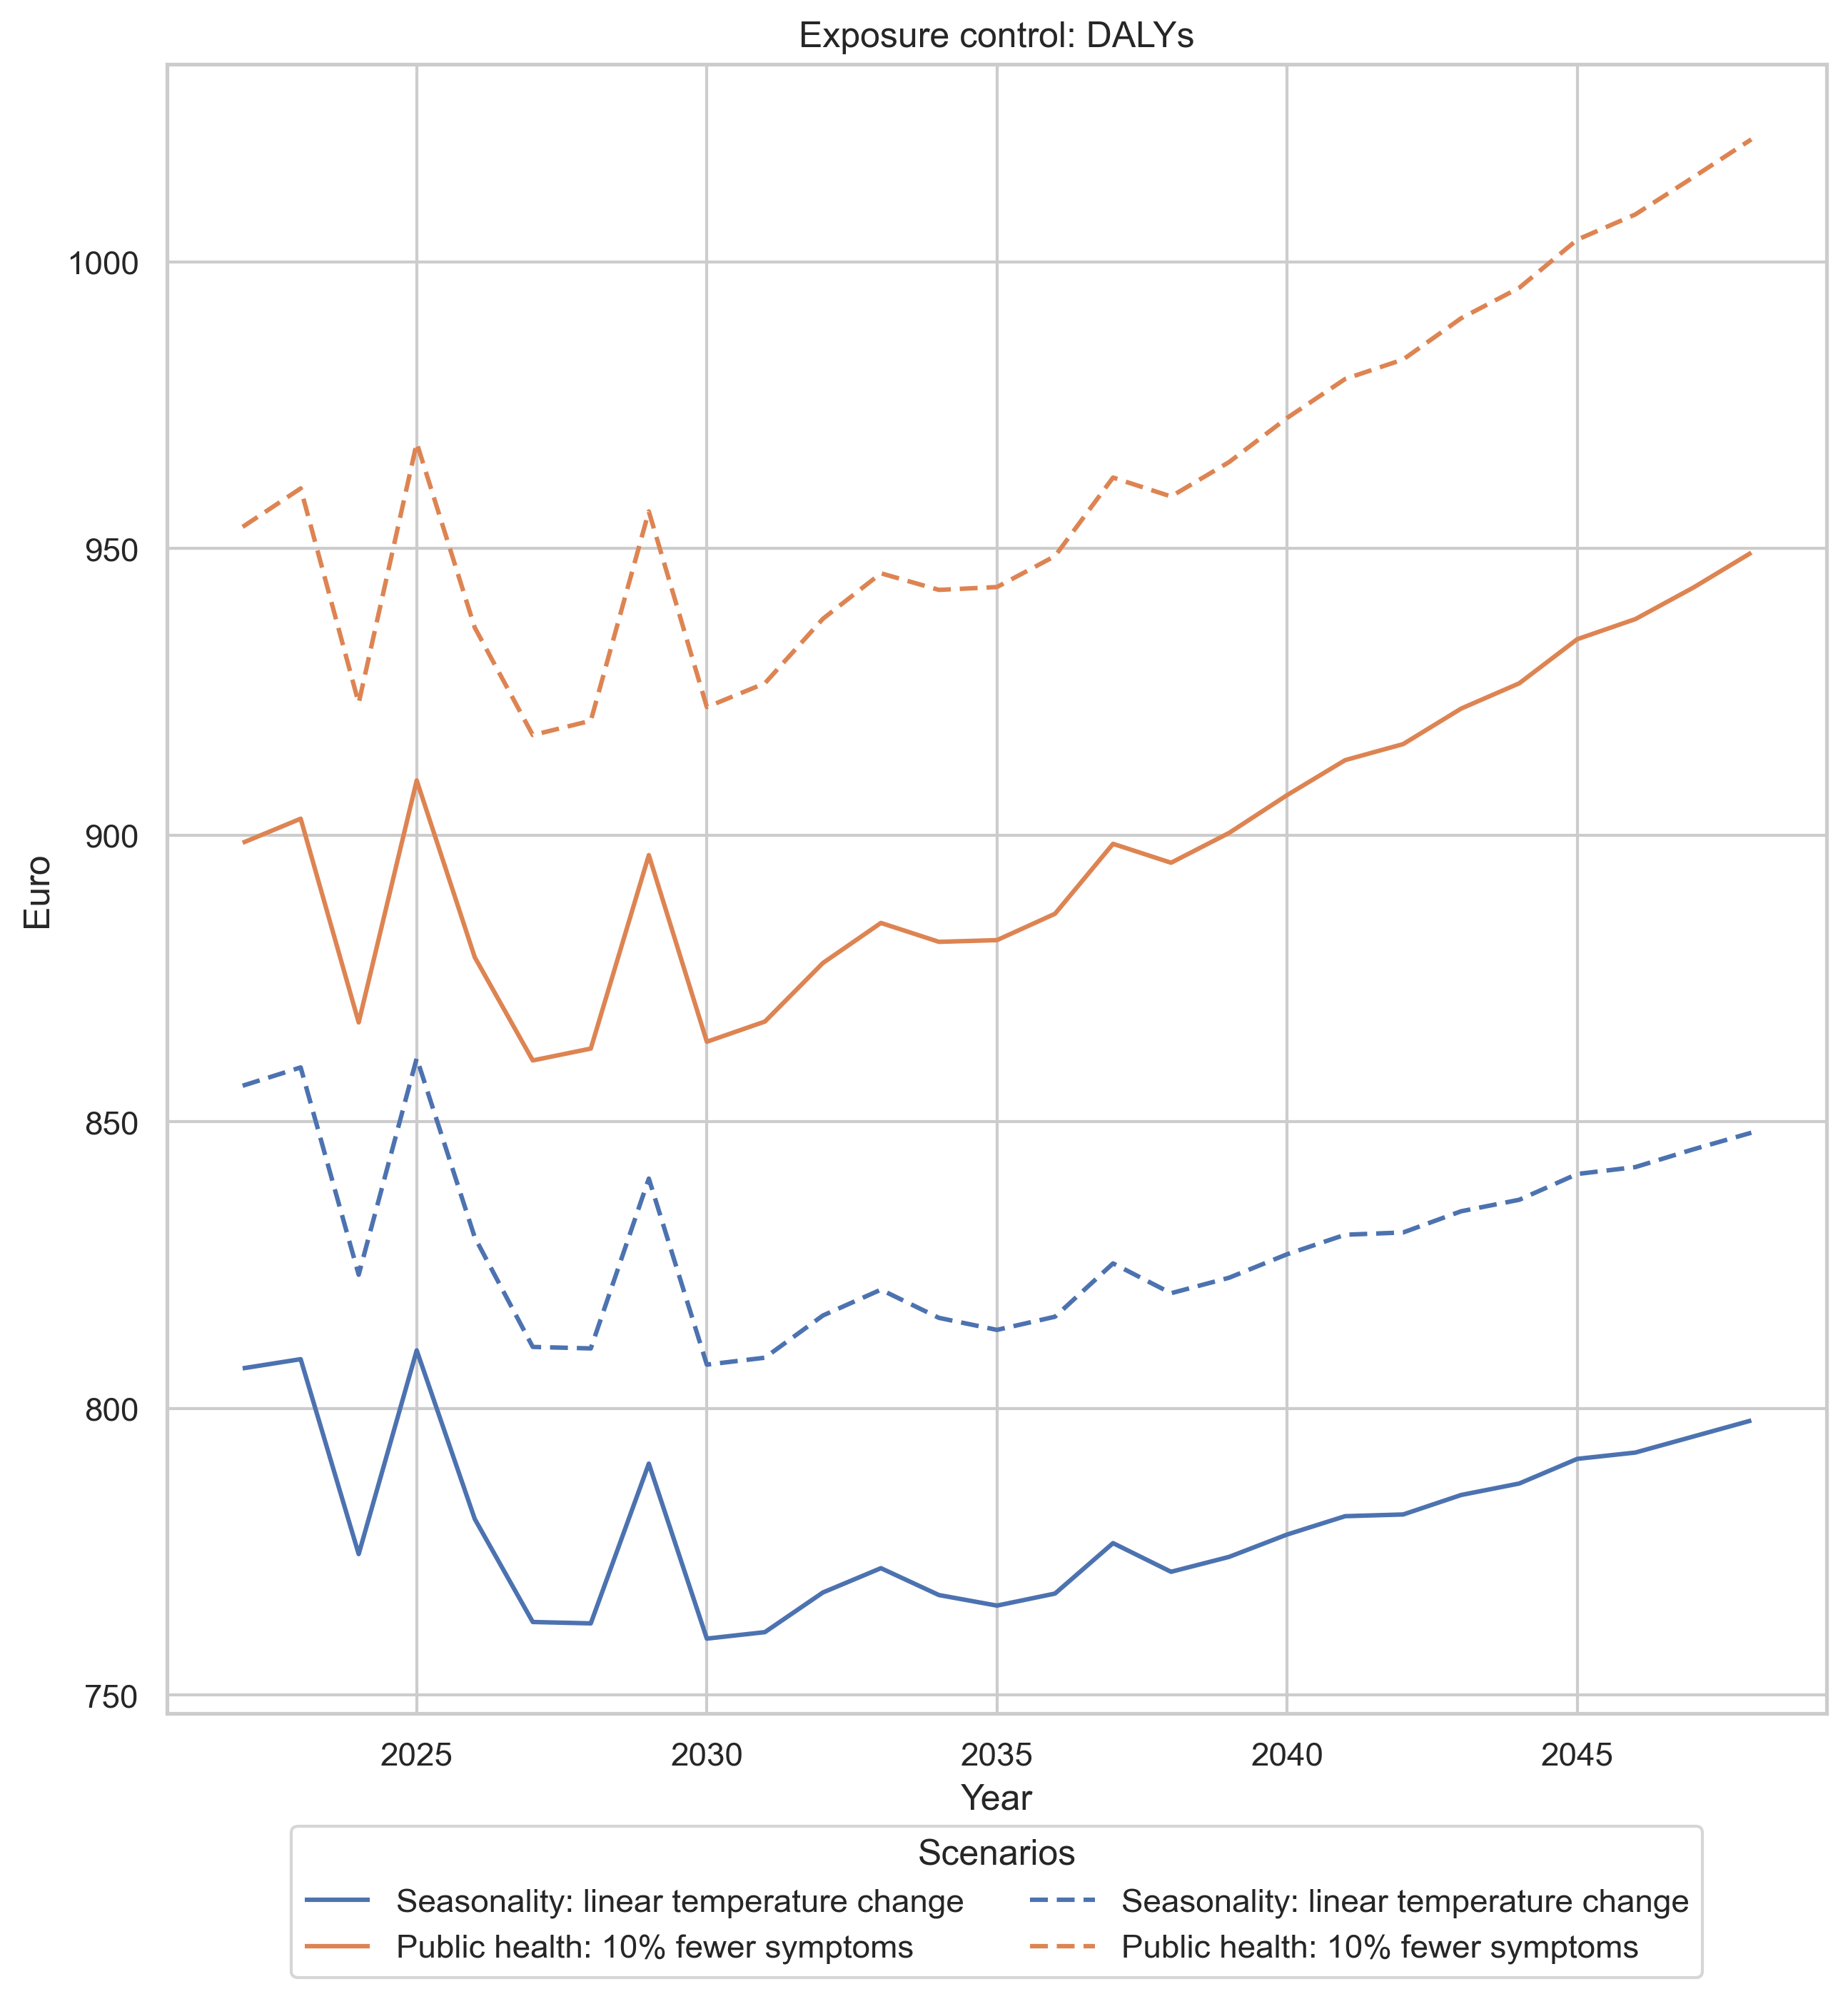 Exposure control: DALYs
1000
950
900
850
800
750
Euro
2025 2030 2035 2040 2045
Year
Scenarios
Seasonality: linear temperature change Seasonality: linear temperature change
Public health: 10% fewer symptoms Public health: 10% fewer symptoms